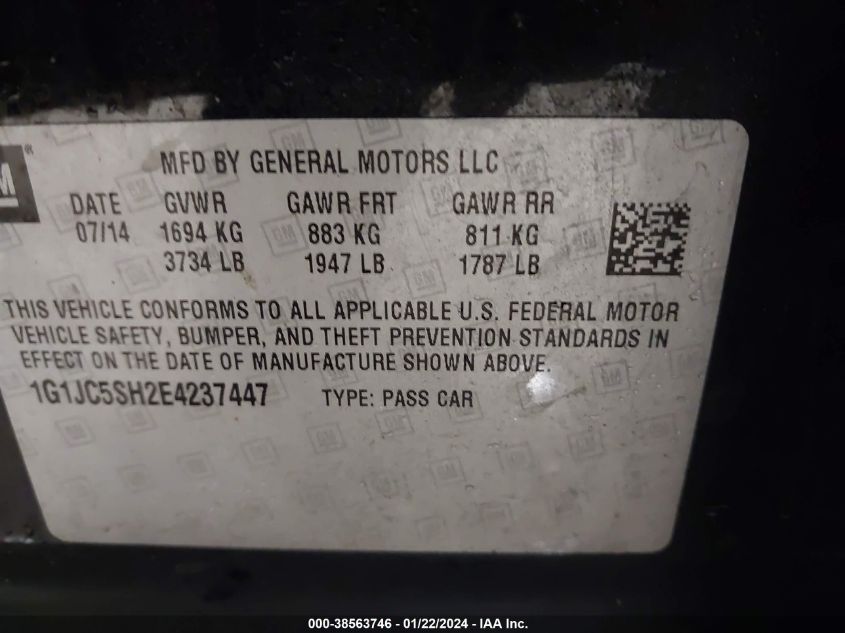 MFD BY GENERAL MOTORS LLC
DATE GVWR GAWR FRT GAWR RR
07/14 1694 KG 883 KG 811 KG
3734 LB 1947 LB 1787 LB
THIS VEHICLE CONFORMS TO ALL APPLICABLE U.S. FEDERAL MOTOR
VEHICLE SAFETY, BUMPER, AND THEFT PREVENTION STANDARDS IN
EFFECT ON THE DATE OF MANUFACTURE SHOWN ABOVE.
1G1JC5SH2E4237447 TYPE: PASS CAR
000-38563746 - 01/22/2024 - IAA Inc.